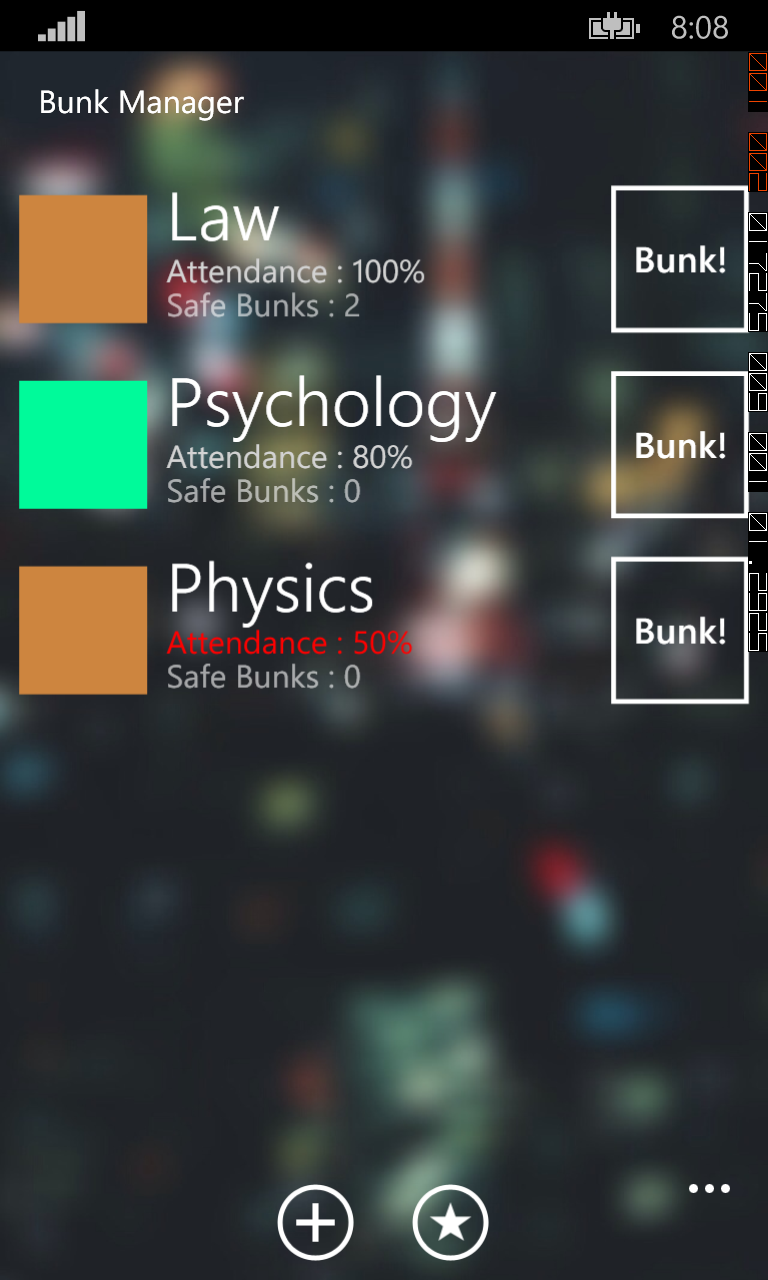 8:08
Bunk Manager
Law
Attendance : 100%
Safe Bunks : 2
Bunk!
Psychology
Attendance : 80%
Safe Bunks : 0
Bunk!
Physics
Attendance : 50%
Safe Bunks : 0
Bunk!